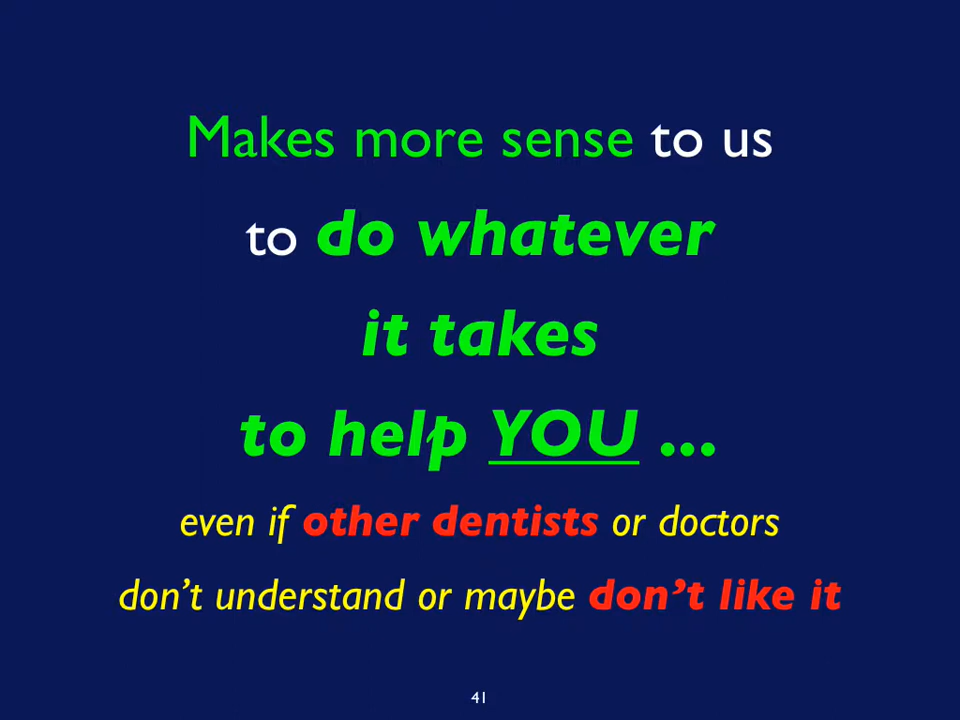 Makes more sense to us
to do whatever
it takes
to help YOU ...
even if other dentists or doctors
don't understand or maybe don't like it
41